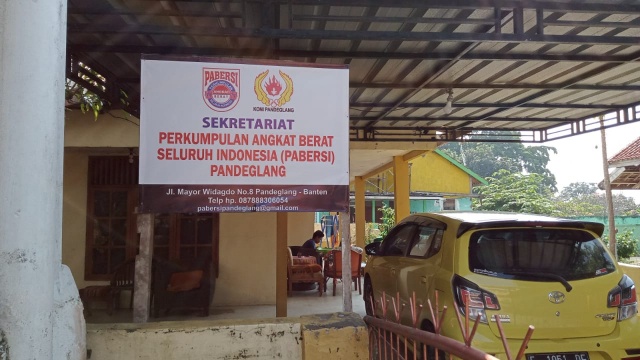 PABERSI
KONI PANDEGLANG
SEKRETARIAT
PERKUMPULAN ANGKAT BERAT
SELURUH INDONESIA (PABERSI)
PANDEGLANG
Jl. Mayor Widagdo No.8 Pandeglang - Banten
Telp hp. 087888306054
pabersipandeglang@gmail.com
1051